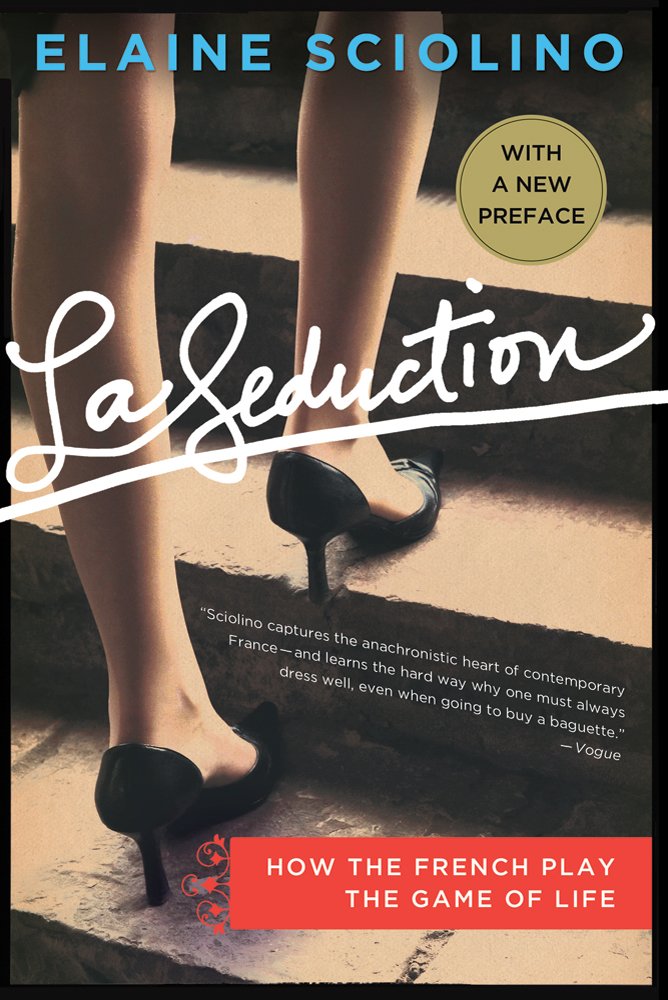 ELAINE SCIOLINO
WITH
A NEW
PREFACE
La Seduction
“Sciolino captures the anachronistic heart of contemporary
France—and learns the hard way why one must always
dress well, even when going to buy a baguette.”
—Vogue
HOW THE FRENCH PLAY
THE GAME OF LIFE